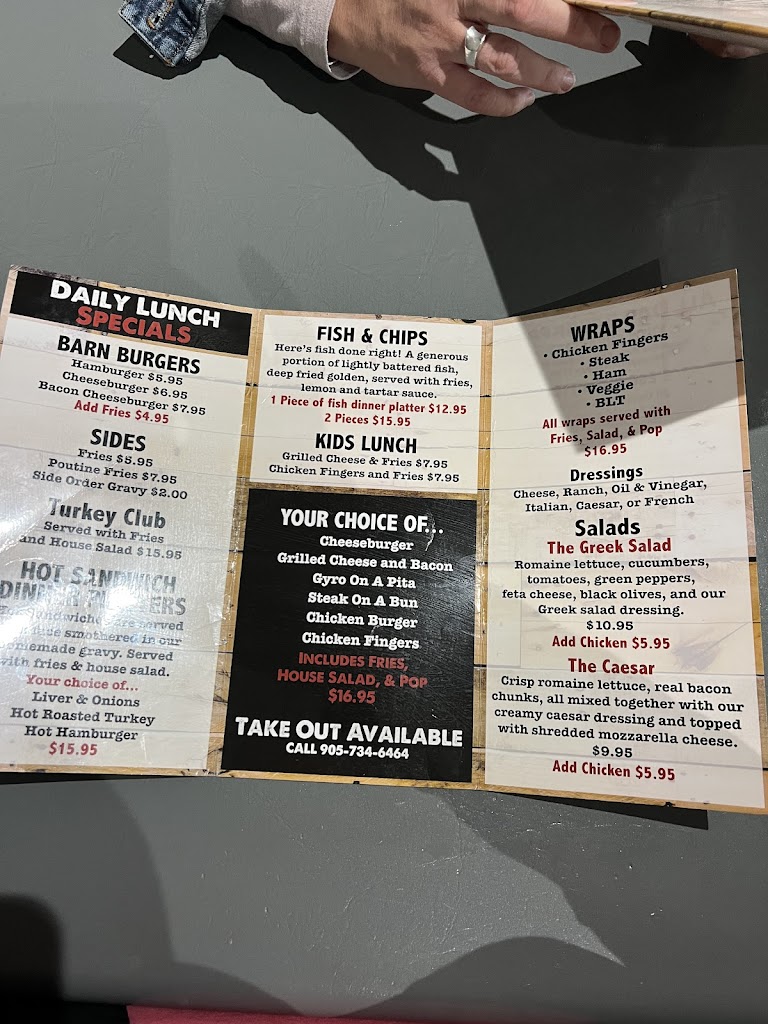 DAILY LUNCH
SPECIALS
BARN BURGERS
Hamburger $5.95
Cheeseburger $6.95
Bacon Cheeseburger $7.95
Add Fries $4.95
SIDES
Fries $5.95
Poutine Fries $7.95
Side Order Gravy $2.00
Turkey Club
Served with Fries
and House Salad $15.95
HOT SANDWICH
are served
smothered in our
homemade gravy. Served
with fries & house salad.
Your choice of...
Liver & Onions
Hot Roasted Turkey
Hot Hamburger
$15.95
FISH & CHIPS
Here's fish done right! A generous
portion of lightly battered fish,
deep fried golden, served with fries,
lemon and tartar sauce.
1 Piece of fish dinner platter $12.95
2 Pieces $15.95
KIDS LUNCH
Grilled Cheese & Fries $7.95
Chicken Fingers and Fries $7.95
YOUR CHOICE OF...
Cheeseburger
Grilled Cheese and Bacon
Gyro On A Pita
Steak On A Bun
Chicken Burger
Chicken Fingers
INCLUDES FRIES,
HOUSE SALAD, & POP
$16.95
TAKE OUT AVAILABLE
CALL 905-734-6464
WRAPS
• Chicken Fingers
• Steak
• Ham
• Veggie
• BLT
All wraps served with
Fries, Salad, & Pop
$16.95
Dressings
Cheese, Ranch, Oil & Vinegar,
Italian, Caesar, or French
Salads
The Greek Salad
Romaine lettuce, cucumbers,
tomatoes, green peppers,
feta cheese, black olives, and our
Greek salad dressing.
$10.95
Add Chicken $5.95
The Caesar
Crisp romaine lettuce, real bacon
chunks, all mixed together with our
creamy caesar dressing and topped
with shredded mozzarella cheese.
$9.95
Add Chicken $5.95